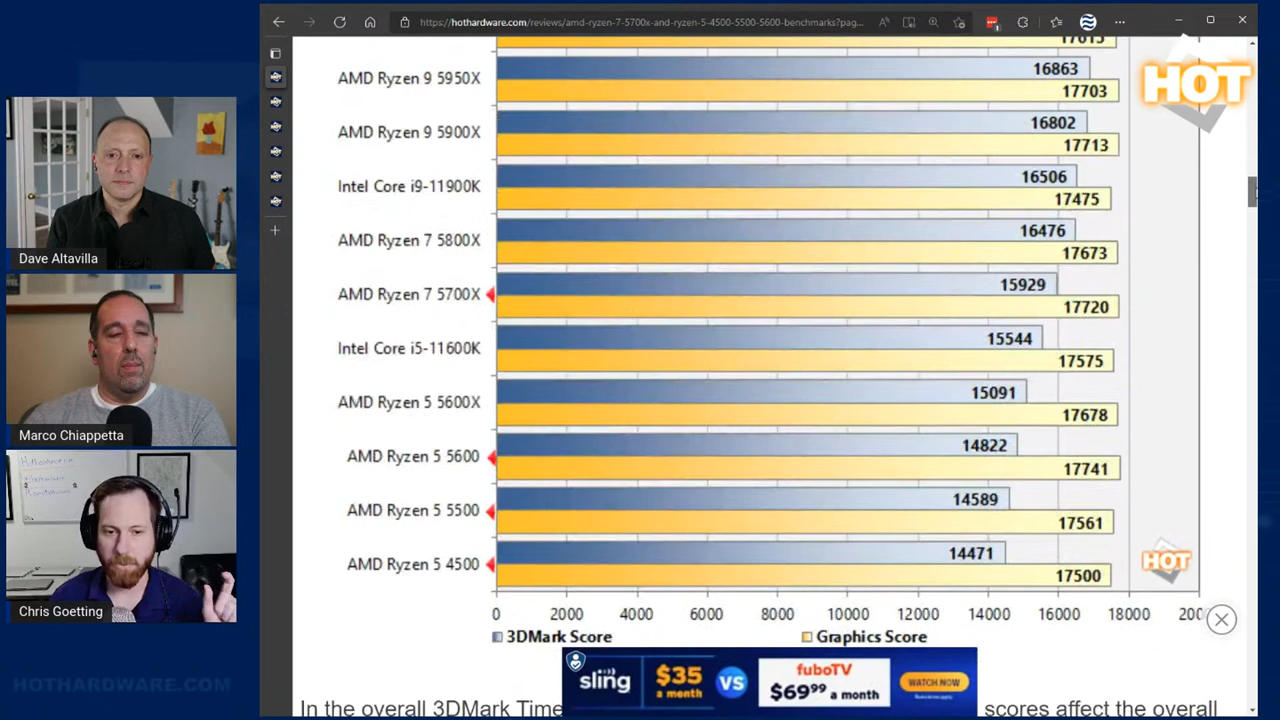 https://hothardware.com/reviews/amd-ryzen-7-5700x-and-ryzen-5-4500-5500-5600-benchmarks?pag...
HOT
AMD Ryzen 9 5950X
16863
17703
AMD Ryzen 9 5900X
16802
17713
Intel Core i9-11900K
16506
17475
AMD Ryzen 7 5800X
16476
17673
AMD Ryzen 7 5700X
15929
17720
Intel Core i5-11600K
15544
17575
AMD Ryzen 5 5600X
15091
17678
AMD Ryzen 5 5600
14822
17741
AMD Ryzen 5 5500
14589
17561
AMD Ryzen 5 4500
14471
17500
HOT
0 2000 4000 6000 8000 10000 12000 14000 16000 18000
3DMark Score
Graphics Score
Dave Altavilla
Marco Chiappetta
Chris Goetting
HOTHARDWARE.COM
sling
$35
a month
VS
fuboTV
$69⁹⁹ a month
WATCH NOW
In the overall 3DMark Time
scores affect the overall